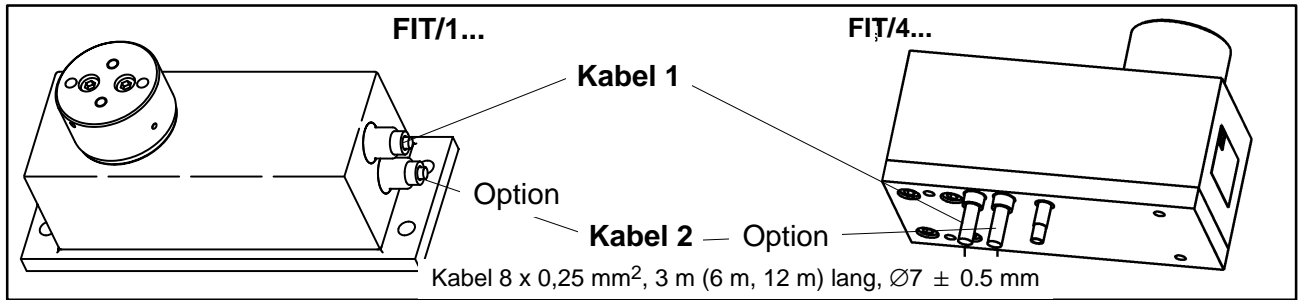 FIT/1...
FIT/4...
Kabel 1
Option
Kabel 2
Option
Kabel 8 x 0,25 mm², 3 m (6 m, 12 m) lang, ∅7 ± 0.5 mm